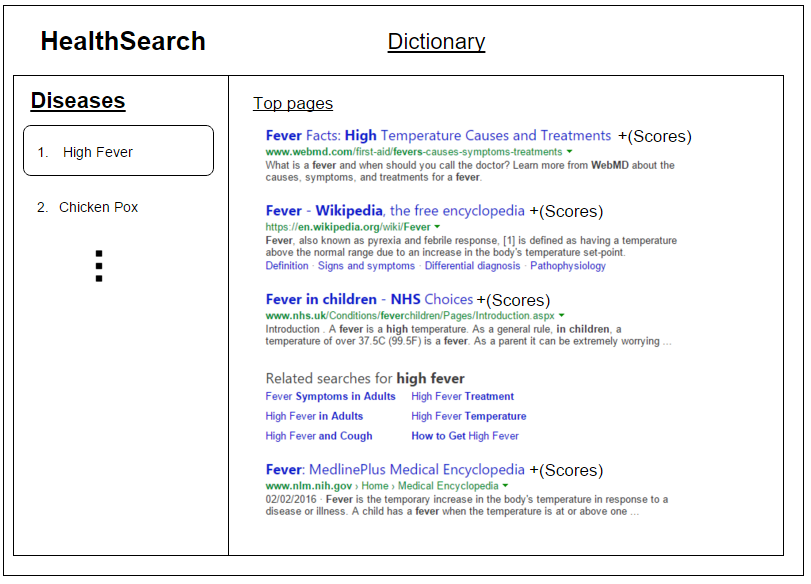 HealthSearch
Dictionary
Diseases
1. High Fever
2. Chicken Pox
Top pages
Fever Facts: High Temperature Causes and Treatments +(Scores)
www.webmd.com/first-aid/fevers-causes-symptoms-treatments
What is a fever and when should you call the doctor? Learn more from WebMD about the
causes, symptoms, and treatments for a fever.
Fever - Wikipedia, the free encyclopedia +(Scores)
https://en.wikipedia.org/wiki/Fever
Fever, also known as pyrexia and febrile response, [1] is defined as having a temperature
above the normal range due to an increase in the body's temperature set-point.
Definition · Signs and symptoms · Differential diagnosis · Pathophysiology
Fever in children - NHS Choices +(Scores)
www.nhs.uk/Conditions/feverchildren/Pages/Introduction.aspx
Introduction . A fever is a high temperature. As a general rule, in children, a
temperature of over 37.5C (99.5F) is a fever. As a parent it can be extremely worrying ...
Related searches for high fever
Fever Symptoms in Adults High Fever Treatment
High Fever in Adults High Fever Temperature
High Fever and Cough How to Get High Fever
Fever: MedlinePlus Medical Encyclopedia +(Scores)
www.nlm.nih.gov › Home › Medical Encyclopedia
02/02/2016 · Fever is the temporary increase in the body's temperature in response to a
disease or illness. A child has a fever when the temperature is at or above one ...